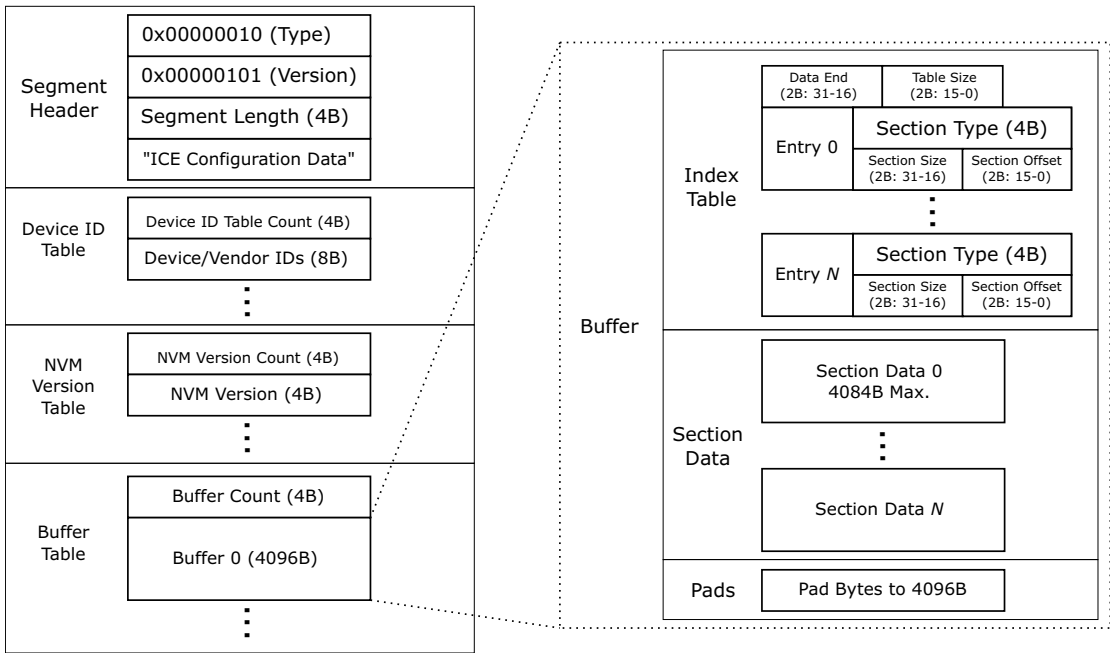 Segment
Header
0x00000010 (Type)
0x00000101 (Version)
Segment Length (4B)
"ICE Configuration Data"
Device ID
Table
Device ID Table Count (4B)
Device/Vendor IDs (8B)
NVM
Version
Table
NVM Version Count (4B)
NVM Version (4B)
Buffer
Table
Buffer Count (4B)
Buffer 0 (4096B)
Buffer
Index
Table
Data End
(2B: 31-16)
Table Size
(2B: 15-0)
Entry 0
Section Type (4B)
Section Size
(2B: 31-16)
Section Offset
(2B: 15-0)
Entry N
Section Type (4B)
Section Size
(2B: 31-16)
Section Offset
(2B: 15-0)
Section
Data
Section Data 0
4084B Max.
Section Data N
Pads
Pad Bytes to 4096B